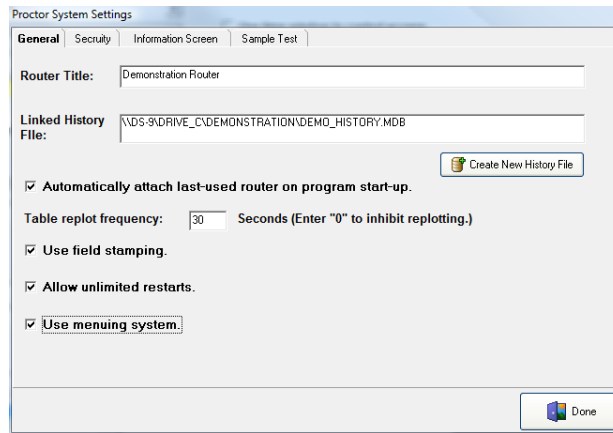 Proctor System Settings
General Secruity Information Screen Sample Test
Router Title: Demonstration Router
Linked History FIle: \\DS-9\DRIVE_C\DEMONSTRATION\DEMO_HISTORY.MDB
Create New History File
Automatically attach last-used router on program start-up.
Table replot frequency: 30 Seconds (Enter "0" to inhibit replotting.)
Use field stamping.
Allow unlimited restarts.
Use menuing system.
Done